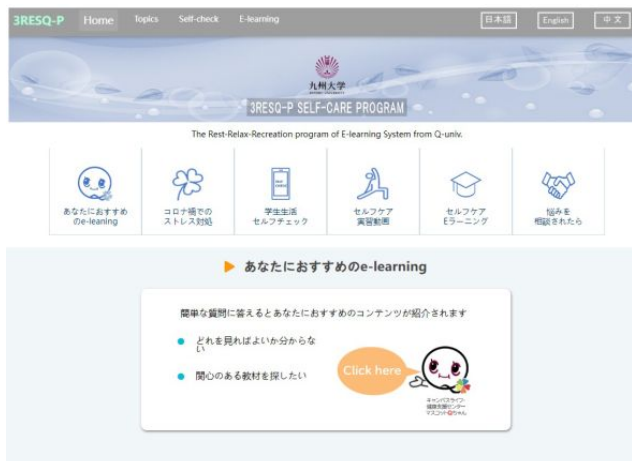 3RESQ-P Home Topics Self-check E-learning 日本語 English 中文
九州大学
3RESQ-P SELF-CARE PROGRAM
The Rest-Relax-Recreation program of E-learning System from Q-univ.
あなたにおすすめ
のe-leaning
コロナ禍での
ストレス対処
学生生活
セルフチェック
セルフケア
実習動画
セルフケア
Eラーニング
悩みを
相談されたら
あなたにおすすめのe-learning
簡単な質問に答えるとあなたにおすすめのコンテンツが紹介されます
どれを見ればよいか分からな
い
関心のある教材を探したい
Click here
キャンパスライフ・
健康支援センター
マスコットQちゃん